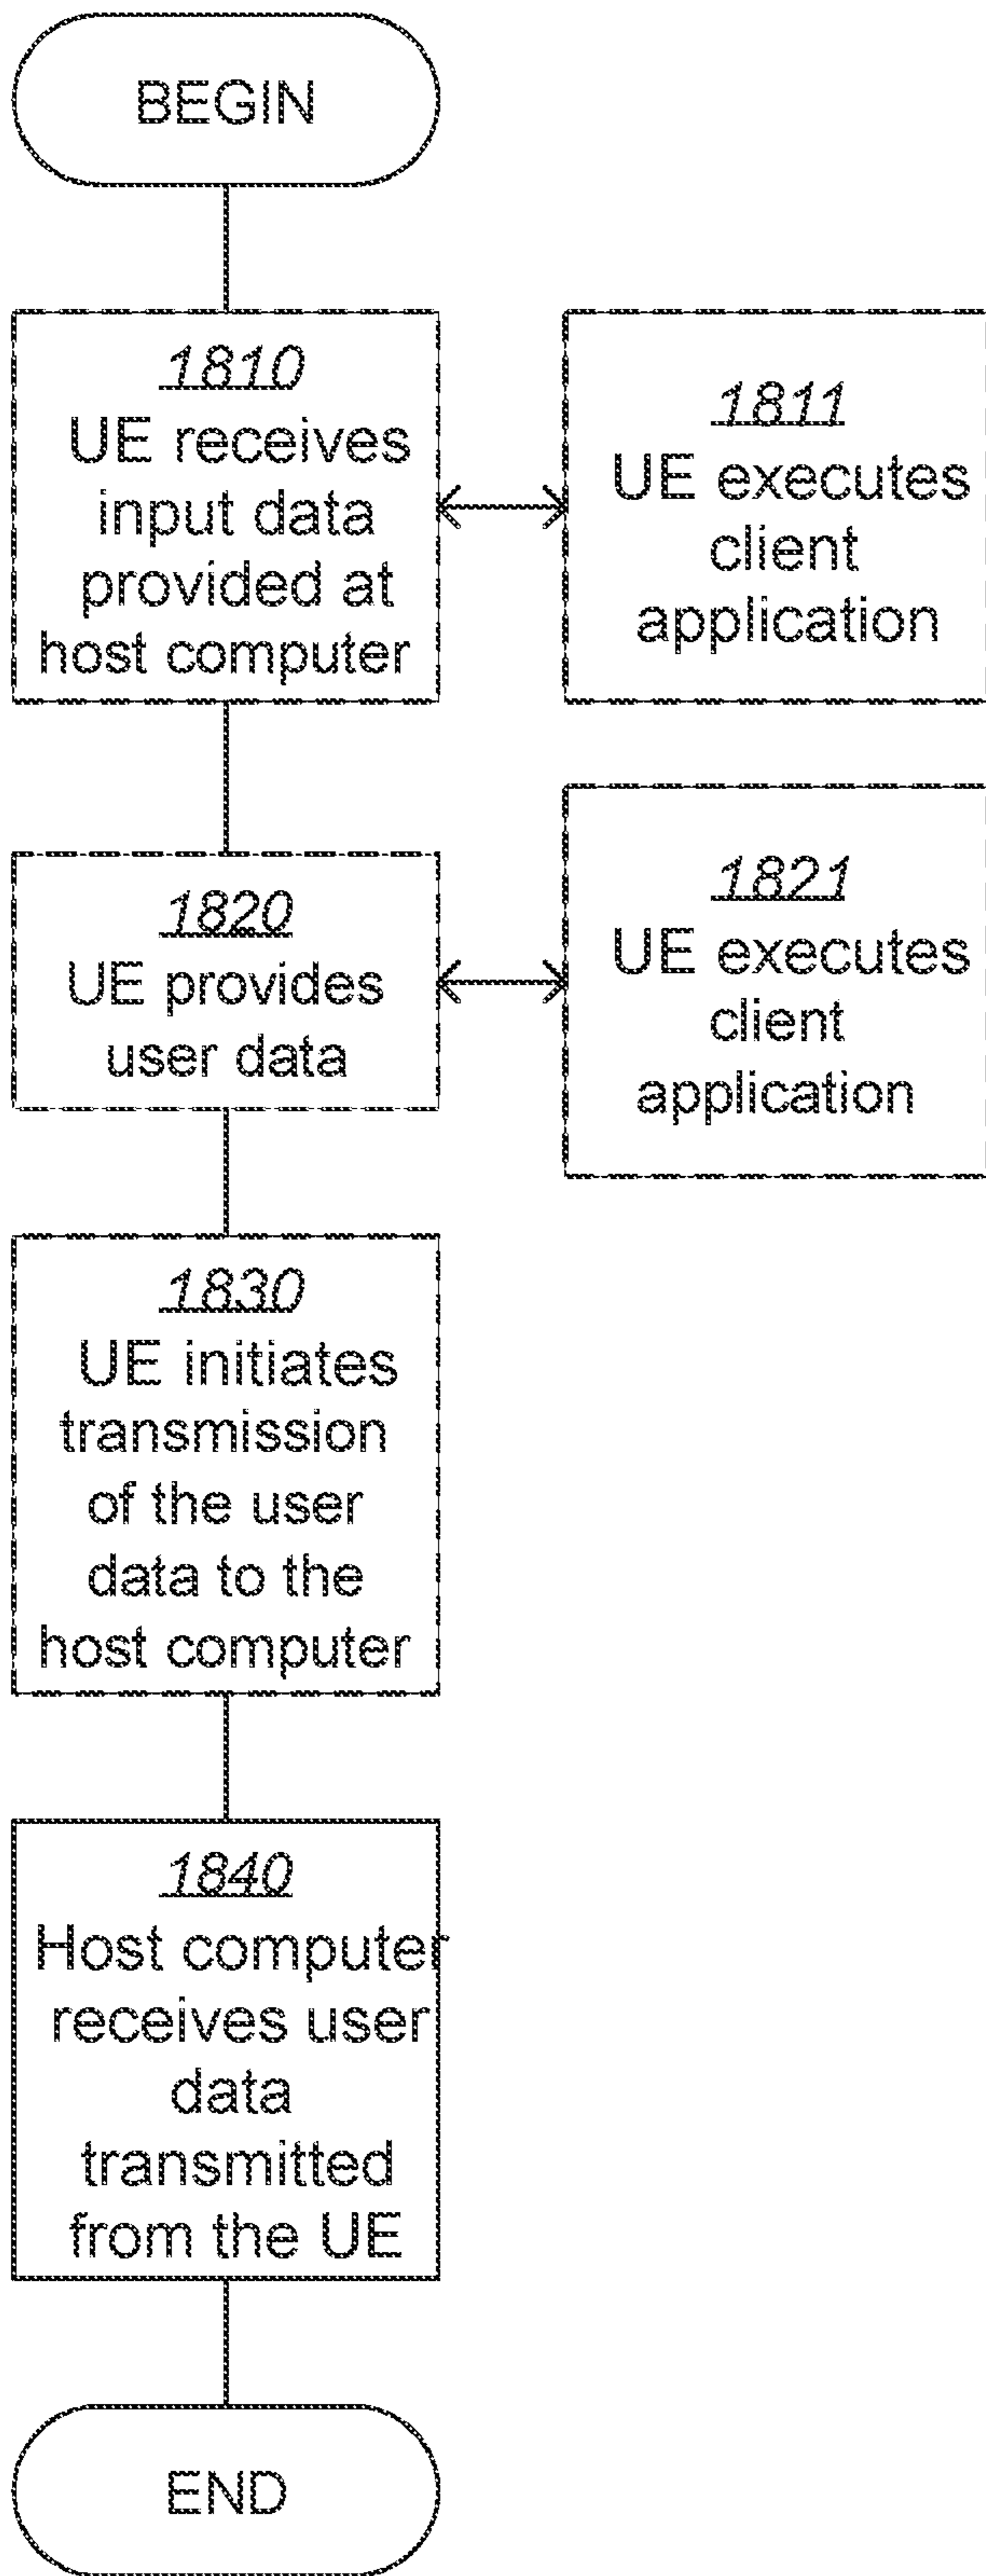 BEGIN
1810
UE receives
input data
provided at
host computer
1811
UE executes
client
application
1820
UE provides
user data
1821
UE executes
client
application
1830
UE initiates
transmission
of the user
data to the
host computer
1840
Host computer
receives user
data
transmitted
from the UE
END